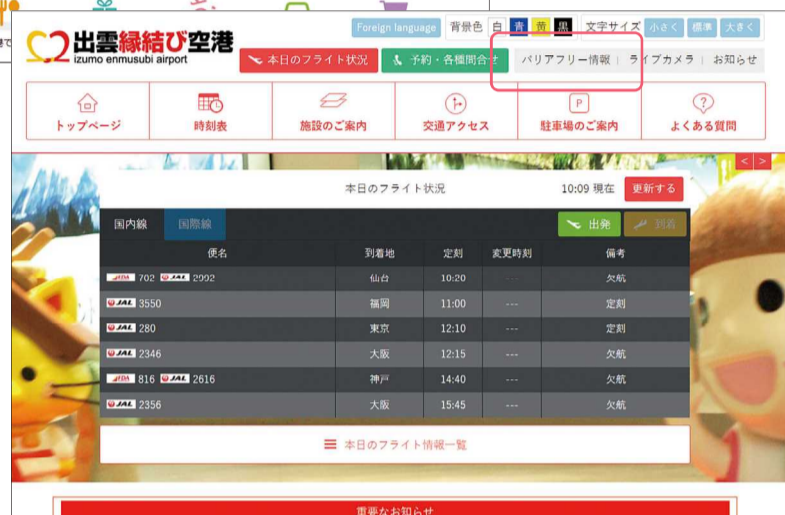 Foreign language 背景色 白 青 黄 黒 文字サイズ 小さく 標準 大きく
出雲縁結び空港
izumo enmusubi airport
本日のフライト状況 予約・各種問合せ バリアフリー情報 | ライブカメラ | お知らせ
トップページ 時刻表 施設のご案内 交通アクセス P 駐車場のご案内 ? よくある質問
< >
本日のフライト状況 10:09 現在 更新する
国内線 国際線 出発 到着
便名 到着地 定刻 変更時刻 備考
FDA 702 JAL 2992 仙台 10:20 --- 欠航
JAL 3550 福岡 11:00 --- 定刻
JAL 280 東京 12:10 --- 定刻
JAL 2346 大阪 12:15 --- 欠航
FDA 816 JAL 2616 神戸 14:40 --- 欠航
JAL 2356 大阪 15:45 --- 欠航
本日のフライト情報一覧
重要なお知らせ